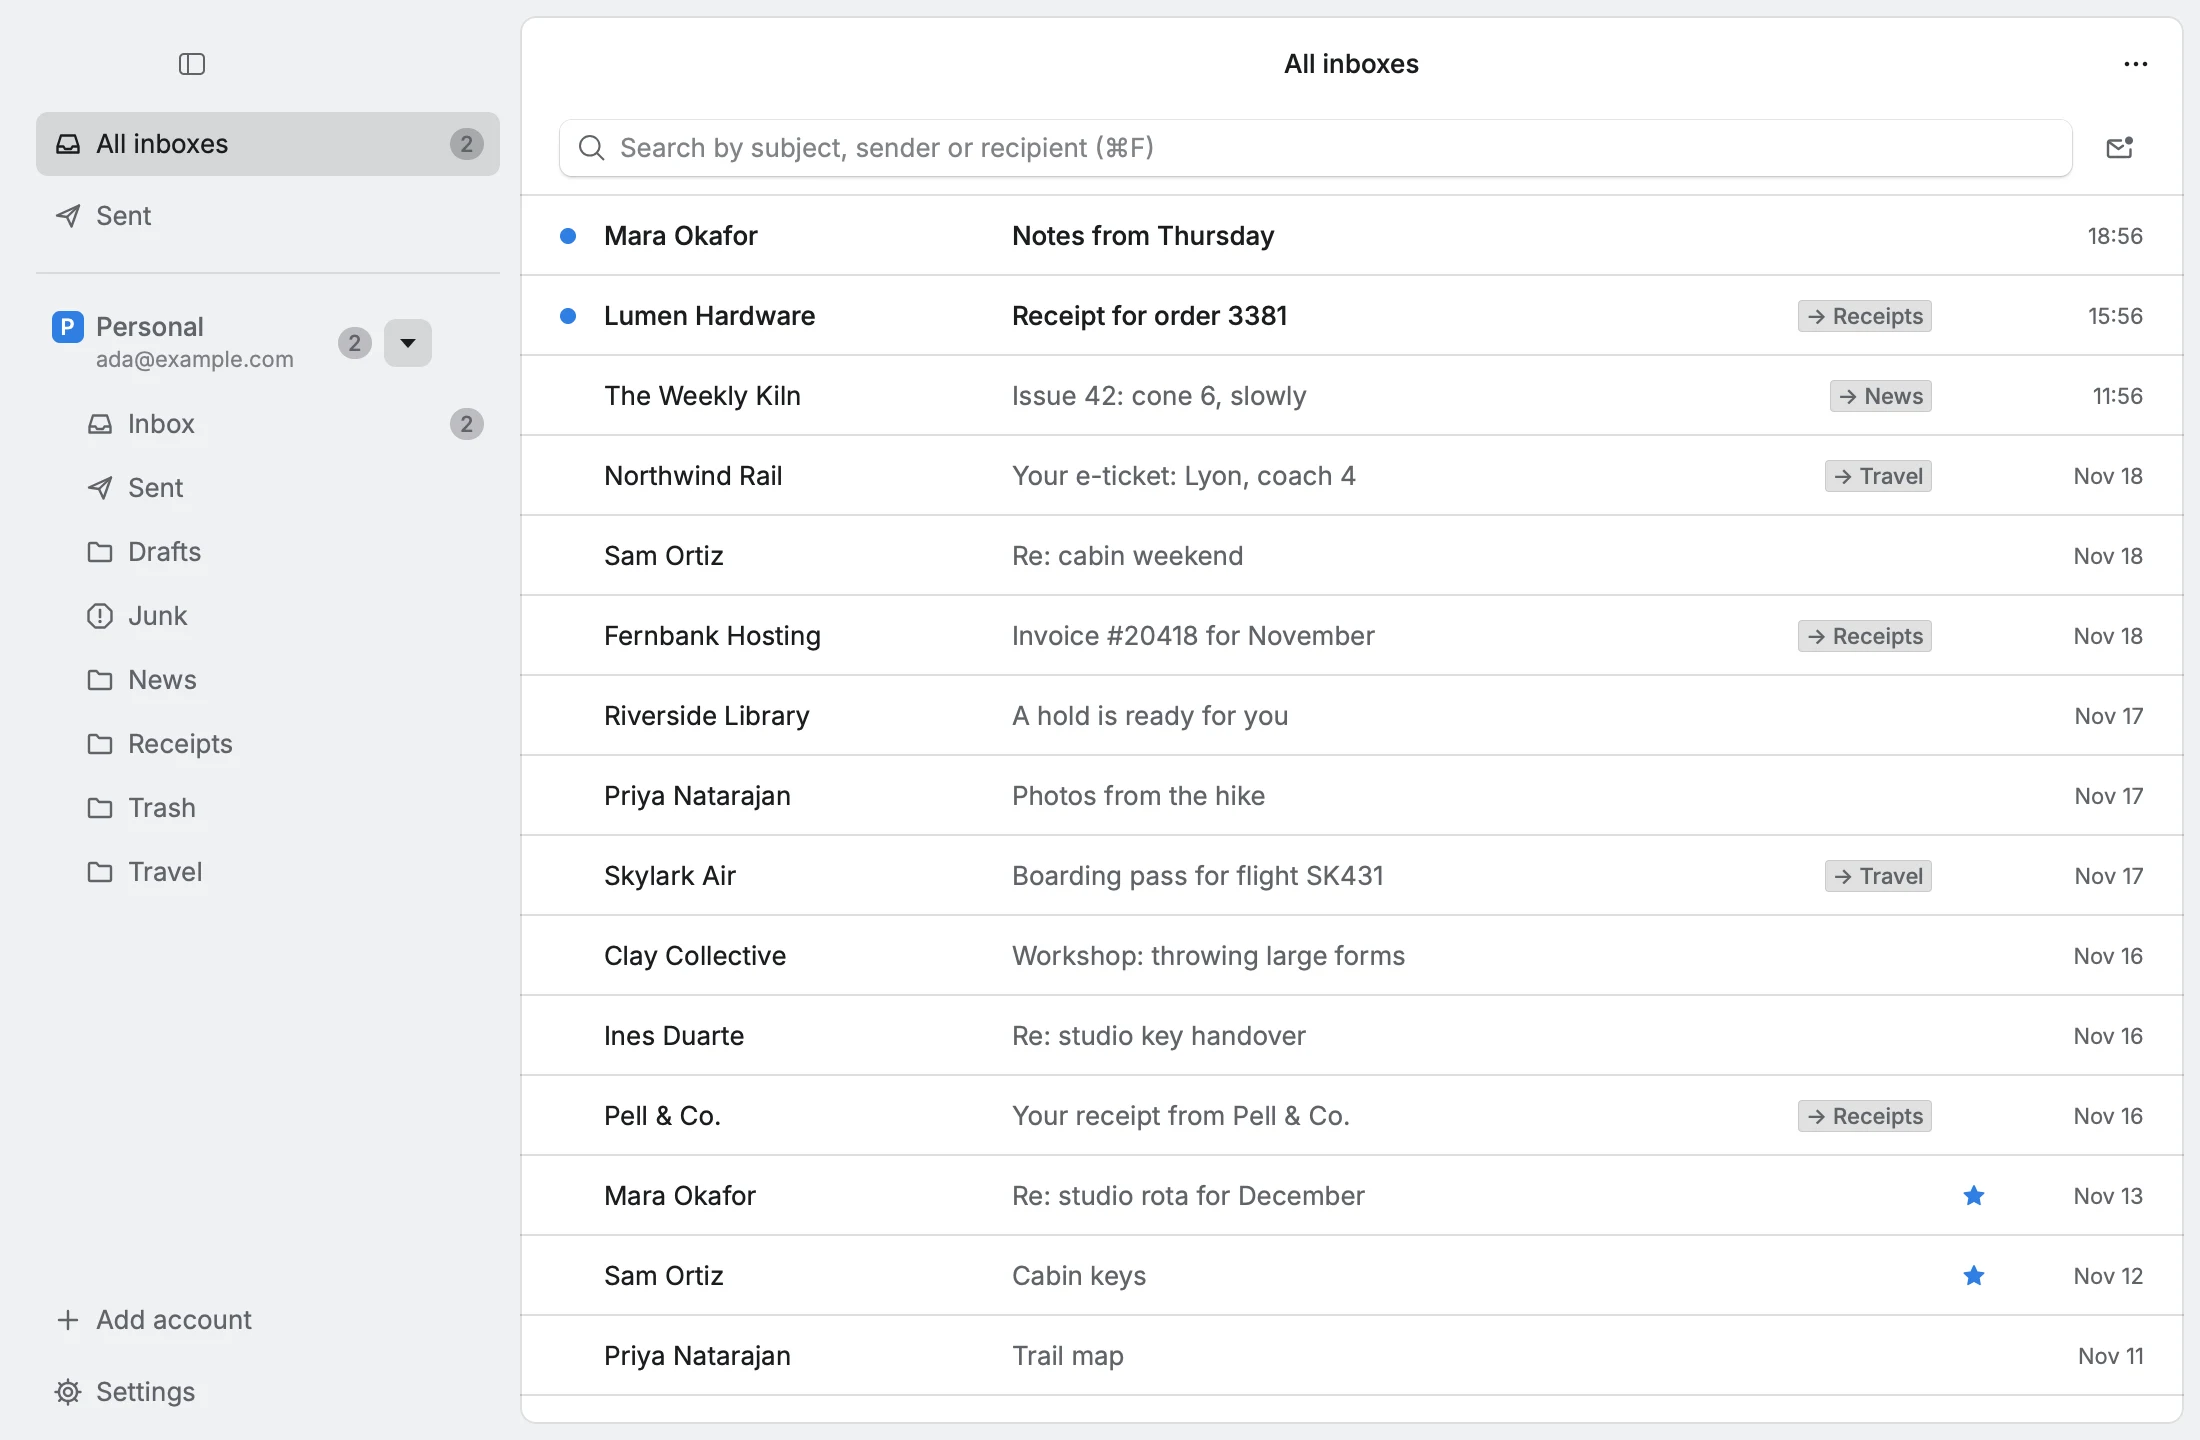 All inboxes 2
Sent
P Personal
ada@example.com
2
Inbox 2
Sent
Drafts
Junk
News
Receipts
Trash
Travel
Add account
Settings
All inboxes
Search by subject, sender or recipient (⌘F)
Mara Okafor Notes from Thursday 18:56
Lumen Hardware Receipt for order 3381 → Receipts 15:56
The Weekly Kiln Issue 42: cone 6, slowly → News 11:56
Northwind Rail Your e-ticket: Lyon, coach 4 → Travel Nov 18
Sam Ortiz Re: cabin weekend Nov 18
Fernbank Hosting Invoice #20418 for November → Receipts Nov 18
Riverside Library A hold is ready for you Nov 17
Priya Natarajan Photos from the hike Nov 17
Skylark Air Boarding pass for flight SK431 → Travel Nov 17
Clay Collective Workshop: throwing large forms Nov 16
Ines Duarte Re: studio key handover Nov 16
Pell & Co. Your receipt from Pell & Co. → Receipts Nov 16
Mara Okafor Re: studio rota for December Nov 13
Sam Ortiz Cabin keys Nov 12
Priya Natarajan Trail map Nov 11